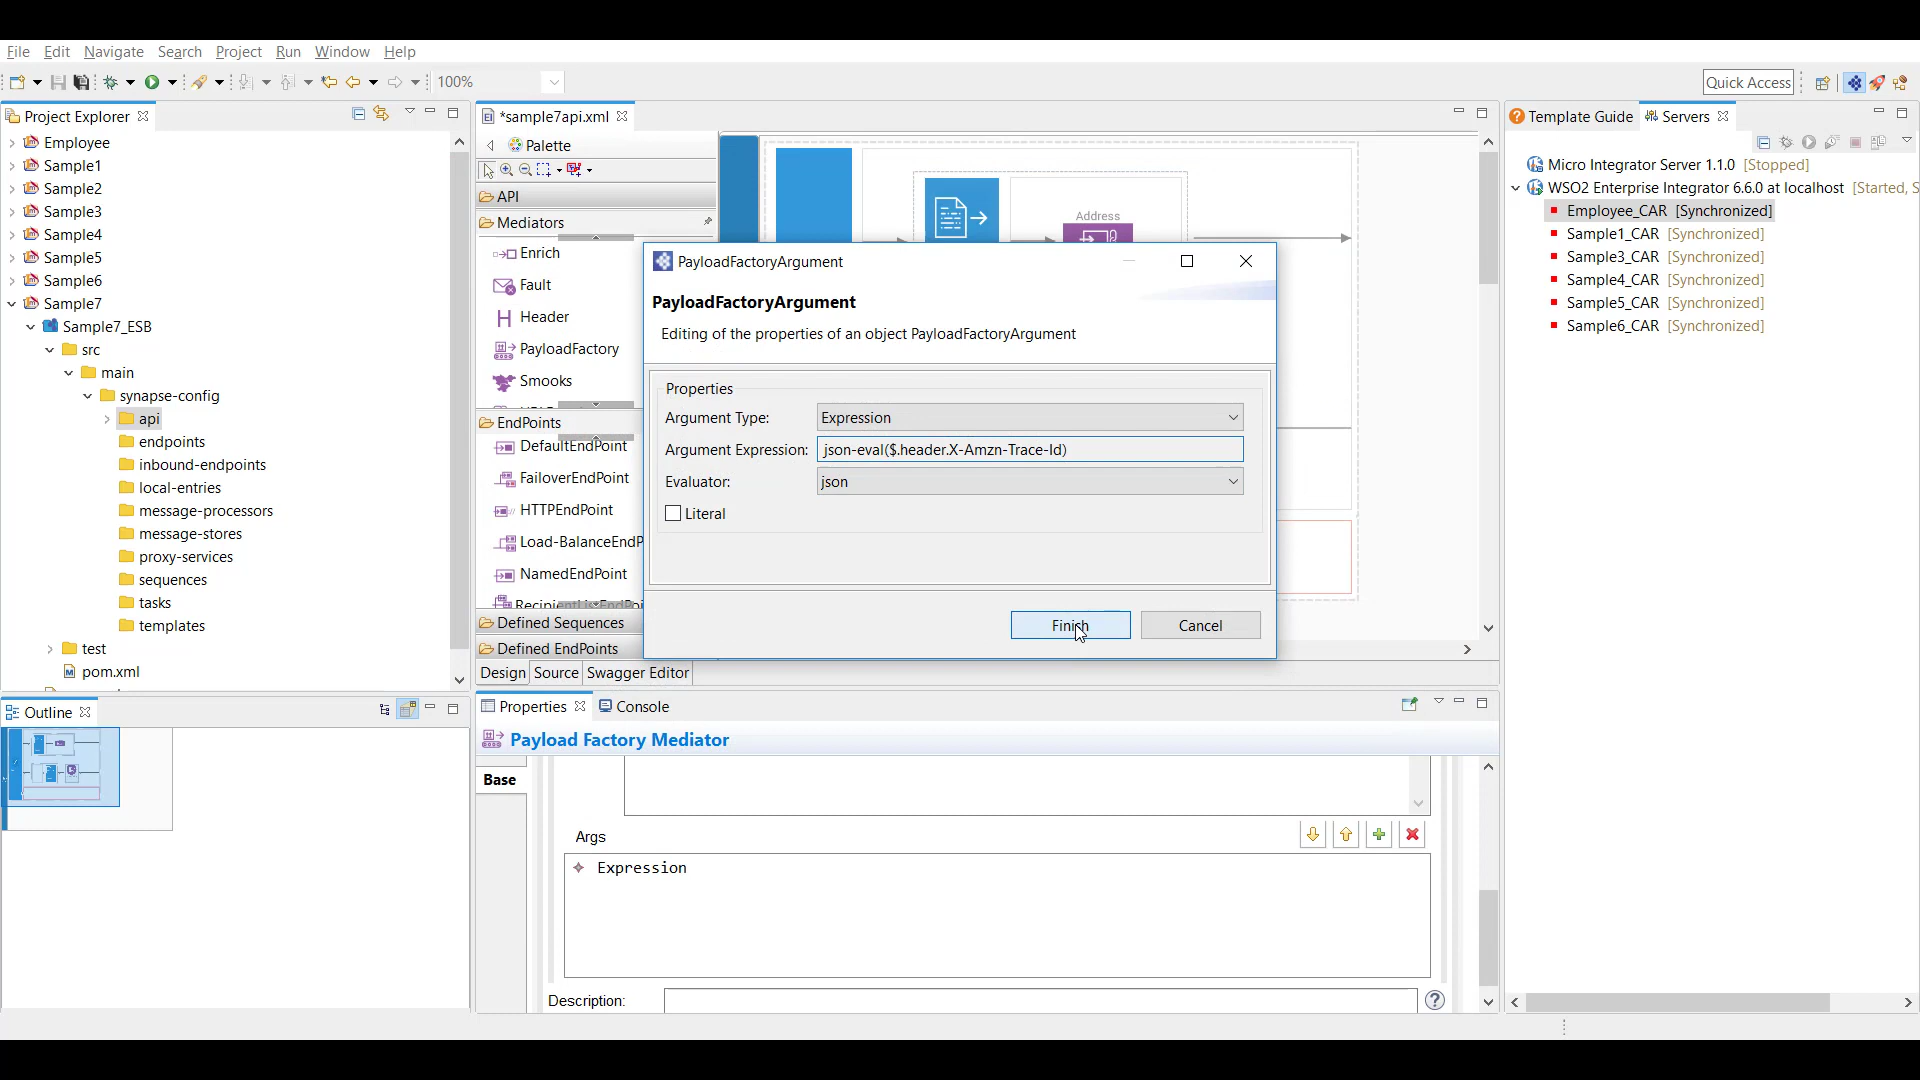 File Edit Navigate Search Project Run Window Help
100%
Quick Access
Project Explorer
Employee
Sample1
Sample2
Sample3
Sample4
Sample5
Sample6
Sample7
Sample7_ESB
src
main
synapse-config
api
endpoints
inbound-endpoints
local-entries
message-processors
message-stores
proxy-services
sequences
tasks
templates
test
pom.xml
Outline
*sample7api.xml
Palette
API
Mediators
Enrich
Fault
Header
PayloadFactory
Smooks
EndPoints
DefaultEndPoint
FailoverEndPoint
HTTPEndPoint
Load-BalanceEndP
NamedEndPoint
Defined Sequences
Defined EndPoints
Design Source Swagger Editor
Address
PayloadFactoryArgument
PayloadFactoryArgument
Editing of the properties of an object PayloadFactoryArgument
Properties
Argument Type: Expression
Argument Expression: json-eval($.header.X-Amzn-Trace-Id)
Evaluator: json
Literal
Finish Cancel
Properties Console
Payload Factory Mediator
Base
Args
Expression
Description:
Template Guide Servers
Micro Integrator Server 1.1.0 [Stopped]
WSO2 Enterprise Integrator 6.6.0 at localhost [Started, S
Employee_CAR [Synchronized]
Sample1_CAR [Synchronized]
Sample3_CAR [Synchronized]
Sample4_CAR [Synchronized]
Sample5_CAR [Synchronized]
Sample6_CAR [Synchronized]